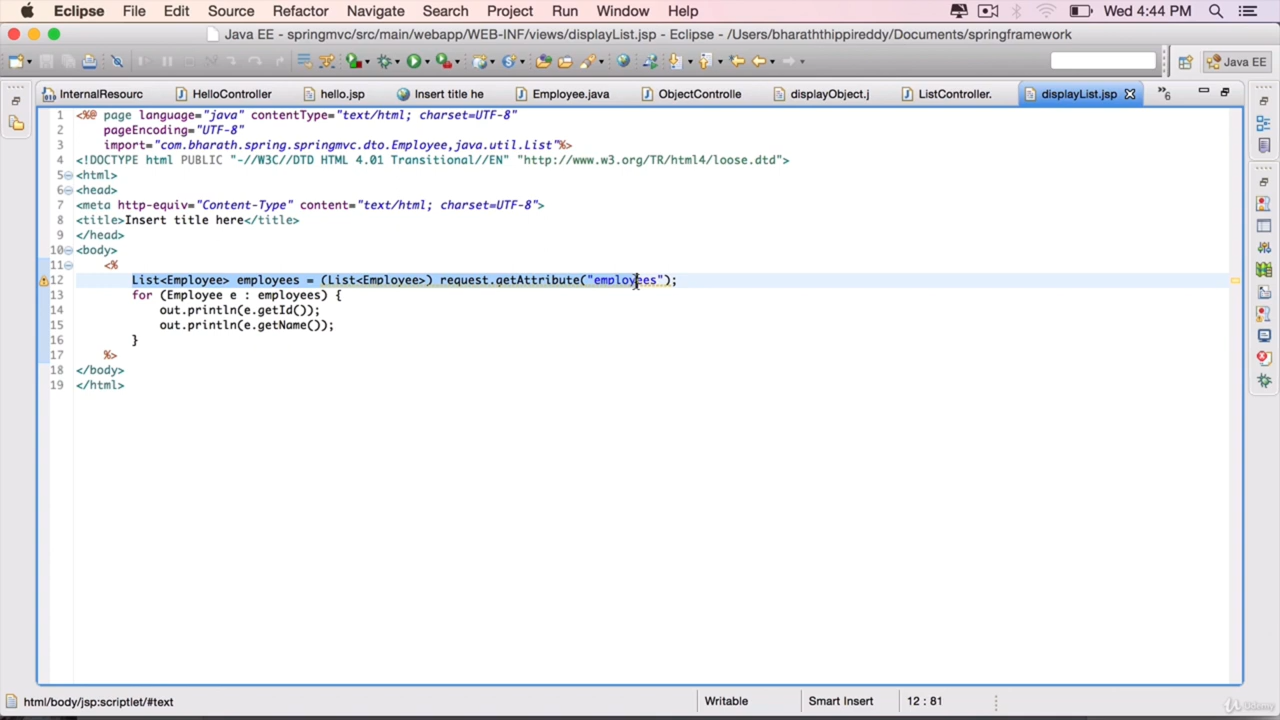 Eclipse File Edit Source Refactor Navigate Search Project Run Window Help Wed 4:44 PM
Java EE - springmvc/src/main/webapp/WEB-INF/views/displayList.jsp - Eclipse - /Users/bharaththippireddy/Documents/springframework
Java EE
InternalResourc HelloController hello.jsp Insert title he Employee.java ObjectControlle displayObject.j ListController. displayList.jsp »6
1 <%@ page language="java" contentType="text/html; charset=UTF-8"
2 pageEncoding="UTF-8"
3 import="com.bharath.spring.springmvc.dto.Employee,java.util.List"%>
4 <!DOCTYPE html PUBLIC "-//W3C//DTD HTML 4.01 Transitional//EN" "http://www.w3.org/TR/html4/loose.dtd">
5 <html>
6 <head>
7 <meta http-equiv="Content-Type" content="text/html; charset=UTF-8">
8 <title>Insert title here</title>
9 </head>
10 <body>
11 <%
12 List<Employee> employees = (List<Employee>) request.getAttribute("employees");
13 for (Employee e : employees) {
14 out.println(e.getId());
15 out.println(e.getName());
16 }
17 %>
18 </body>
19 </html>
html/body/jsp:scriptlet/#text Writable Smart Insert 12 : 81
Udemy